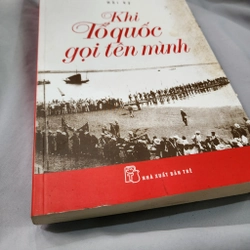 Khi
Tổ quốc
gọi tên mình
NHÀ XUẤT BẢN TRẺ